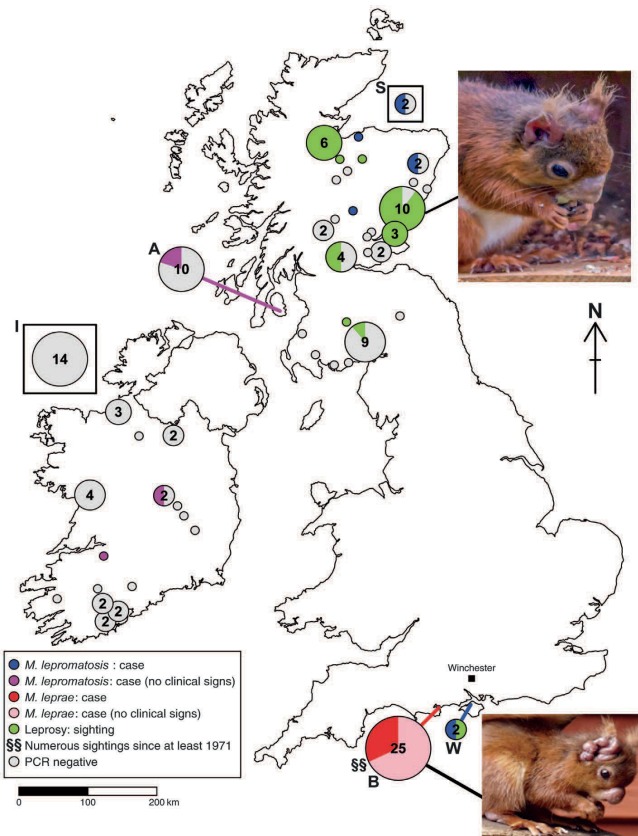 S
2
6
2
10
3
2
4
2
A
10
N
I
14
9
3
2
4
2
2
2
2
Winchester
M. lepromatosis : case
M. lepromatosis: case (no clinical signs)
M. leprae: case
M. leprae: case (no clinical signs)
Leprosy: sighting
§§ Numerous sightings since at least 1971
PCR negative
0 100 200 km
25
§§
B
2
W